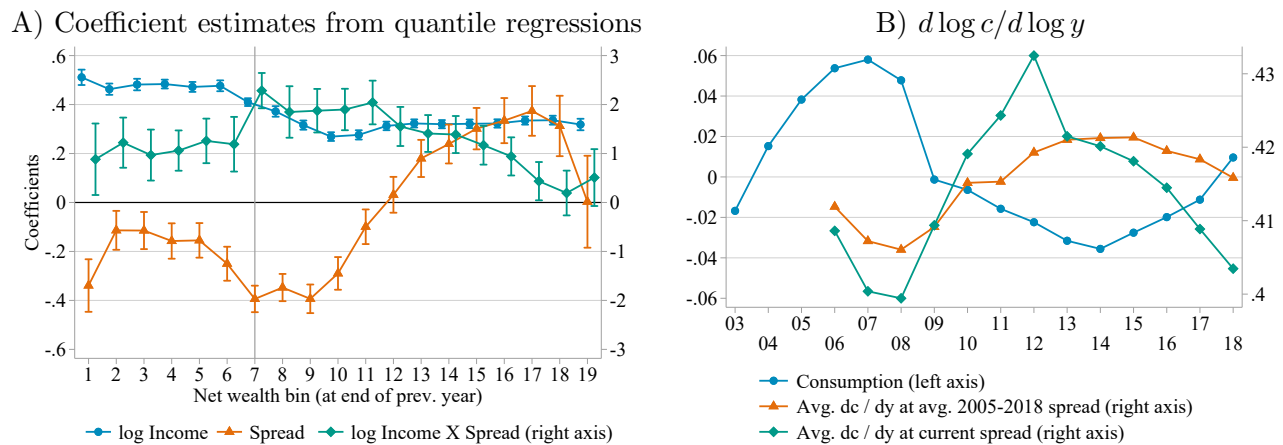 A) Coefficient estimates from quantile regressions
.6
.4
.2
0
-.2
-.4
-.6
Coefficients
3
2
1
0
-1
-2
-3
1 2 3 4 5 6 7 8 9 10 11 12 13 14 15 16 17 18 19
Net wealth bin (at end of prev. year)
log Income Spread log Income X Spread (right axis)
B) d log c/d log y
.06
.04
.02
0
-.02
-.04
-.06
.43
.42
.41
.4
03 05 07 09 11 13 15 17
04 06 08 10 12 14 16 18
Consumption (left axis)
Avg. dc / dy at avg. 2005-2018 spread (right axis)
Avg. dc / dy at current spread (right axis)